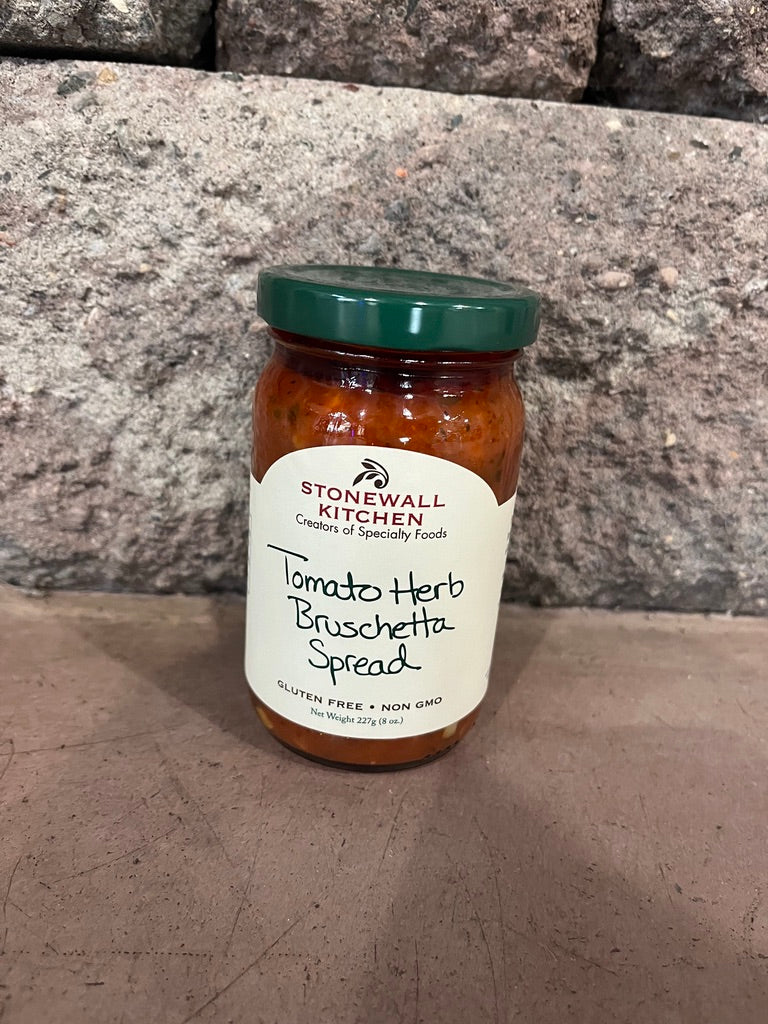 STONEWALL
KITCHEN
Creators of Specialty Foods
Tomato Herb
Bruschetta
Spread
GLUTEN FREE • NON GMO
Net Weight 227g (8 oz.)